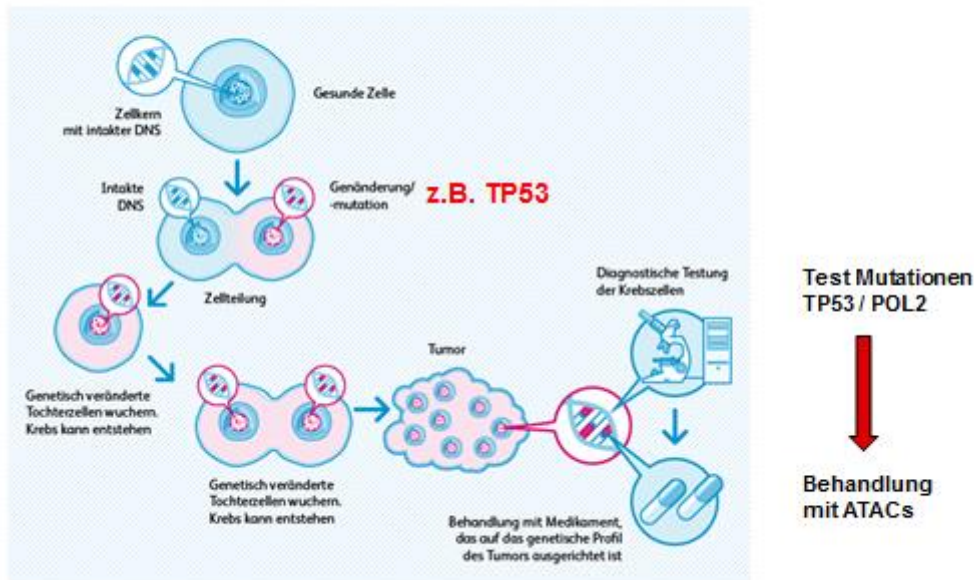 Gesunde Zelle
Zellkern
mit intakter DNS
Intakte
DNS
Genänderung/
-mutation
z.B. TP53
Zellteilung
Diagnostische Testung
der Krebszellen
Test Mutationen
TP53 / POL2
Tumor
Genetisch veränderte
Tochterzellen wuchern.
Krebs kann entstehen
Genetisch veränderte
Tochterzellen wuchern.
Krebs kann entstehen
Behandlung mit Medikament,
das auf das genetische Profil
des Tumors ausgerichtet ist
Behandlung
mit ATACs